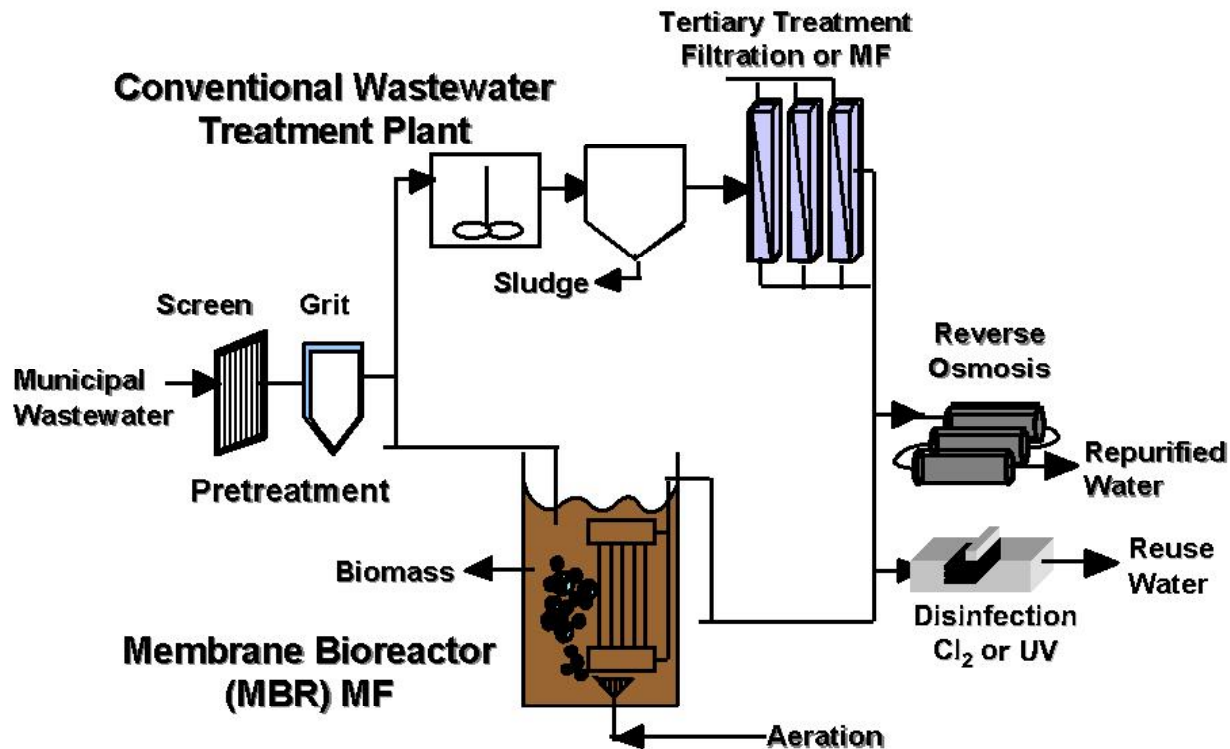 Tertiary Treatment
Filtration or MF
Conventional Wastewater
Treatment Plant
Sludge
Screen
Grit
Municipal
Wastewater
Pretreatment
Reverse
Osmosis
Repurified
Water
Biomass
Reuse
Water
Disinfection
Cl₂ or UV
Membrane Bioreactor
(MBR) MF
Aeration